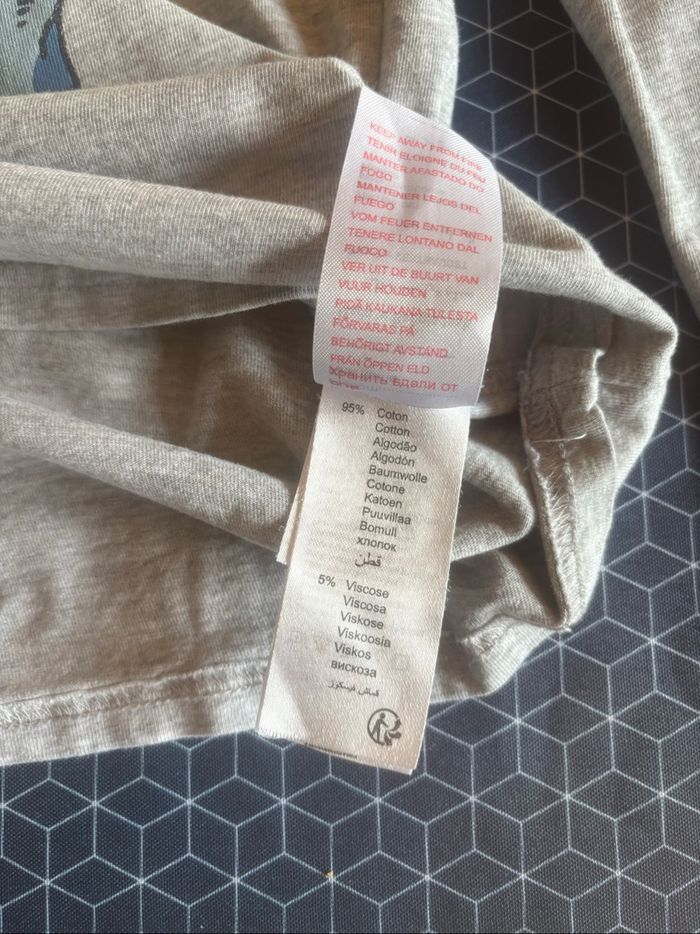 KEEP AWAY FROM FIRE
TENIR ELOIGNE DU FEU
MANTER AFASTADO DO
FOGO
MANTENER LEJOS DEL
FUEGO
VOM FEUER ENTFERNEN
TENERE LONTANO DAL
FUOCO
VER UIT DE BUURT VAN
VUUR HOUDEN
PIDÄ KAUKANA TULESTA
FÖRVARAS PÅ
BEHÖRIGT AVSTÅND
FRÅN ÖPPEN ELD
Хранить вдали от
95% Coton
Cotton
Algodão
Algodón
Baumwolle
Cotone
Katoen
Puuvillaa
Bomull
хлопок
قطن
5% Viscose
Viscosa
Viskose
Viskoosia
Viskos
вискоза
قماش فيسكوز